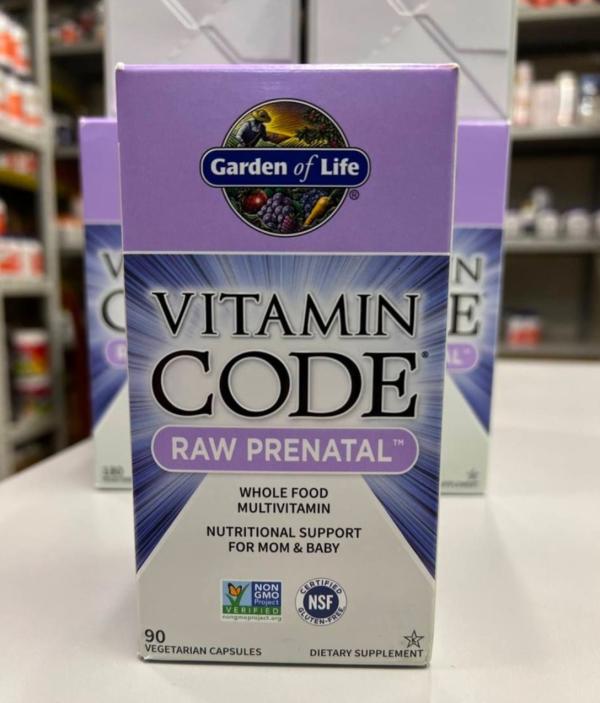 Garden of Life®
VITAMIN
CODE®
RAW PRENATAL™
WHOLE FOOD
MULTIVITAMIN
NUTRITIONAL SUPPORT
FOR MOM & BABY
NON
GMO
Project
VERIFIED
nongmoproject.org
CERTIFIED
NSF
GLUTEN-FREE
90
VEGETARIAN CAPSULES
K
DIETARY SUPPLEMENT
V
C
N
E
180